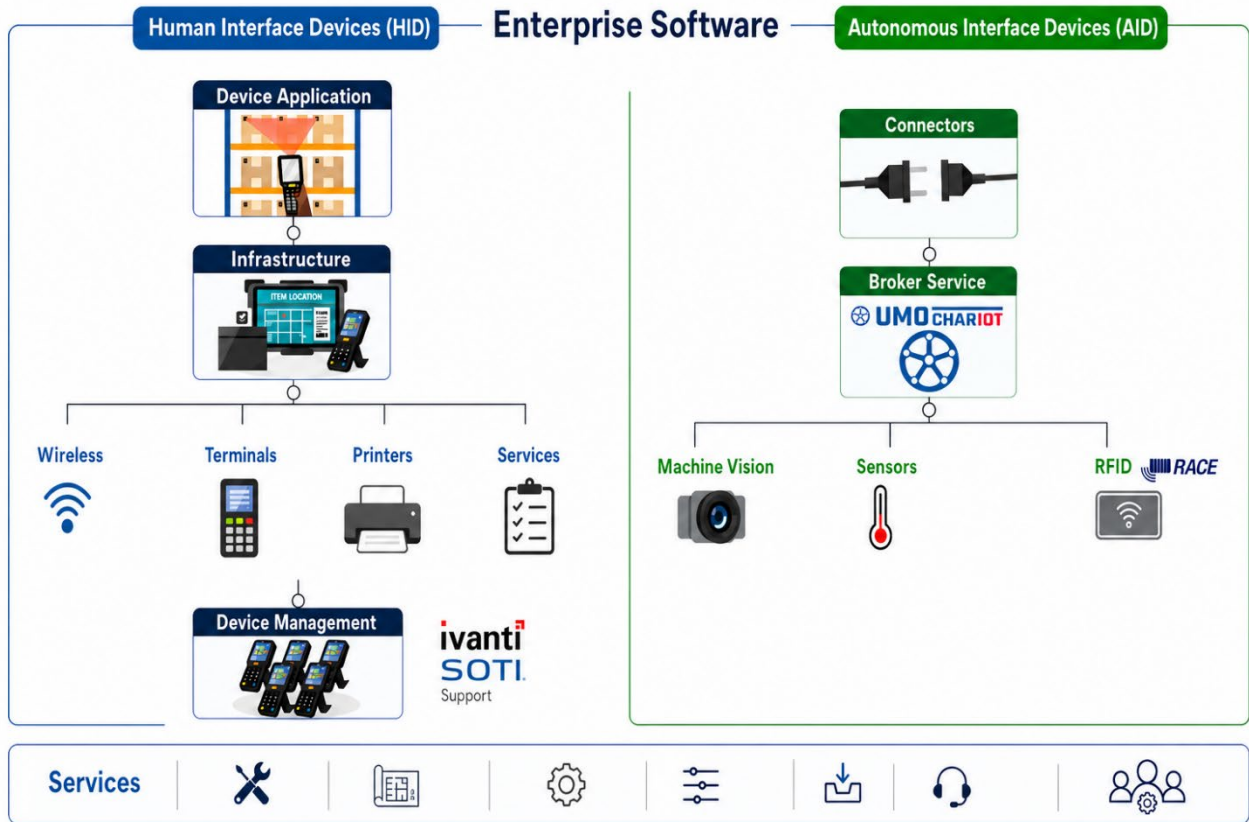 Human Interface Devices (HID)
Enterprise Software
Autonomous Interface Devices (AID)
Device Application
Infrastructure
ITEM LOCATION
Wireless
Terminals
Printers
Services
Device Management
ivanti
SOTI.
Support
Connectors
Broker Service
UMO CHARIOT
Machine Vision
Sensors
RFID
RACE
Services